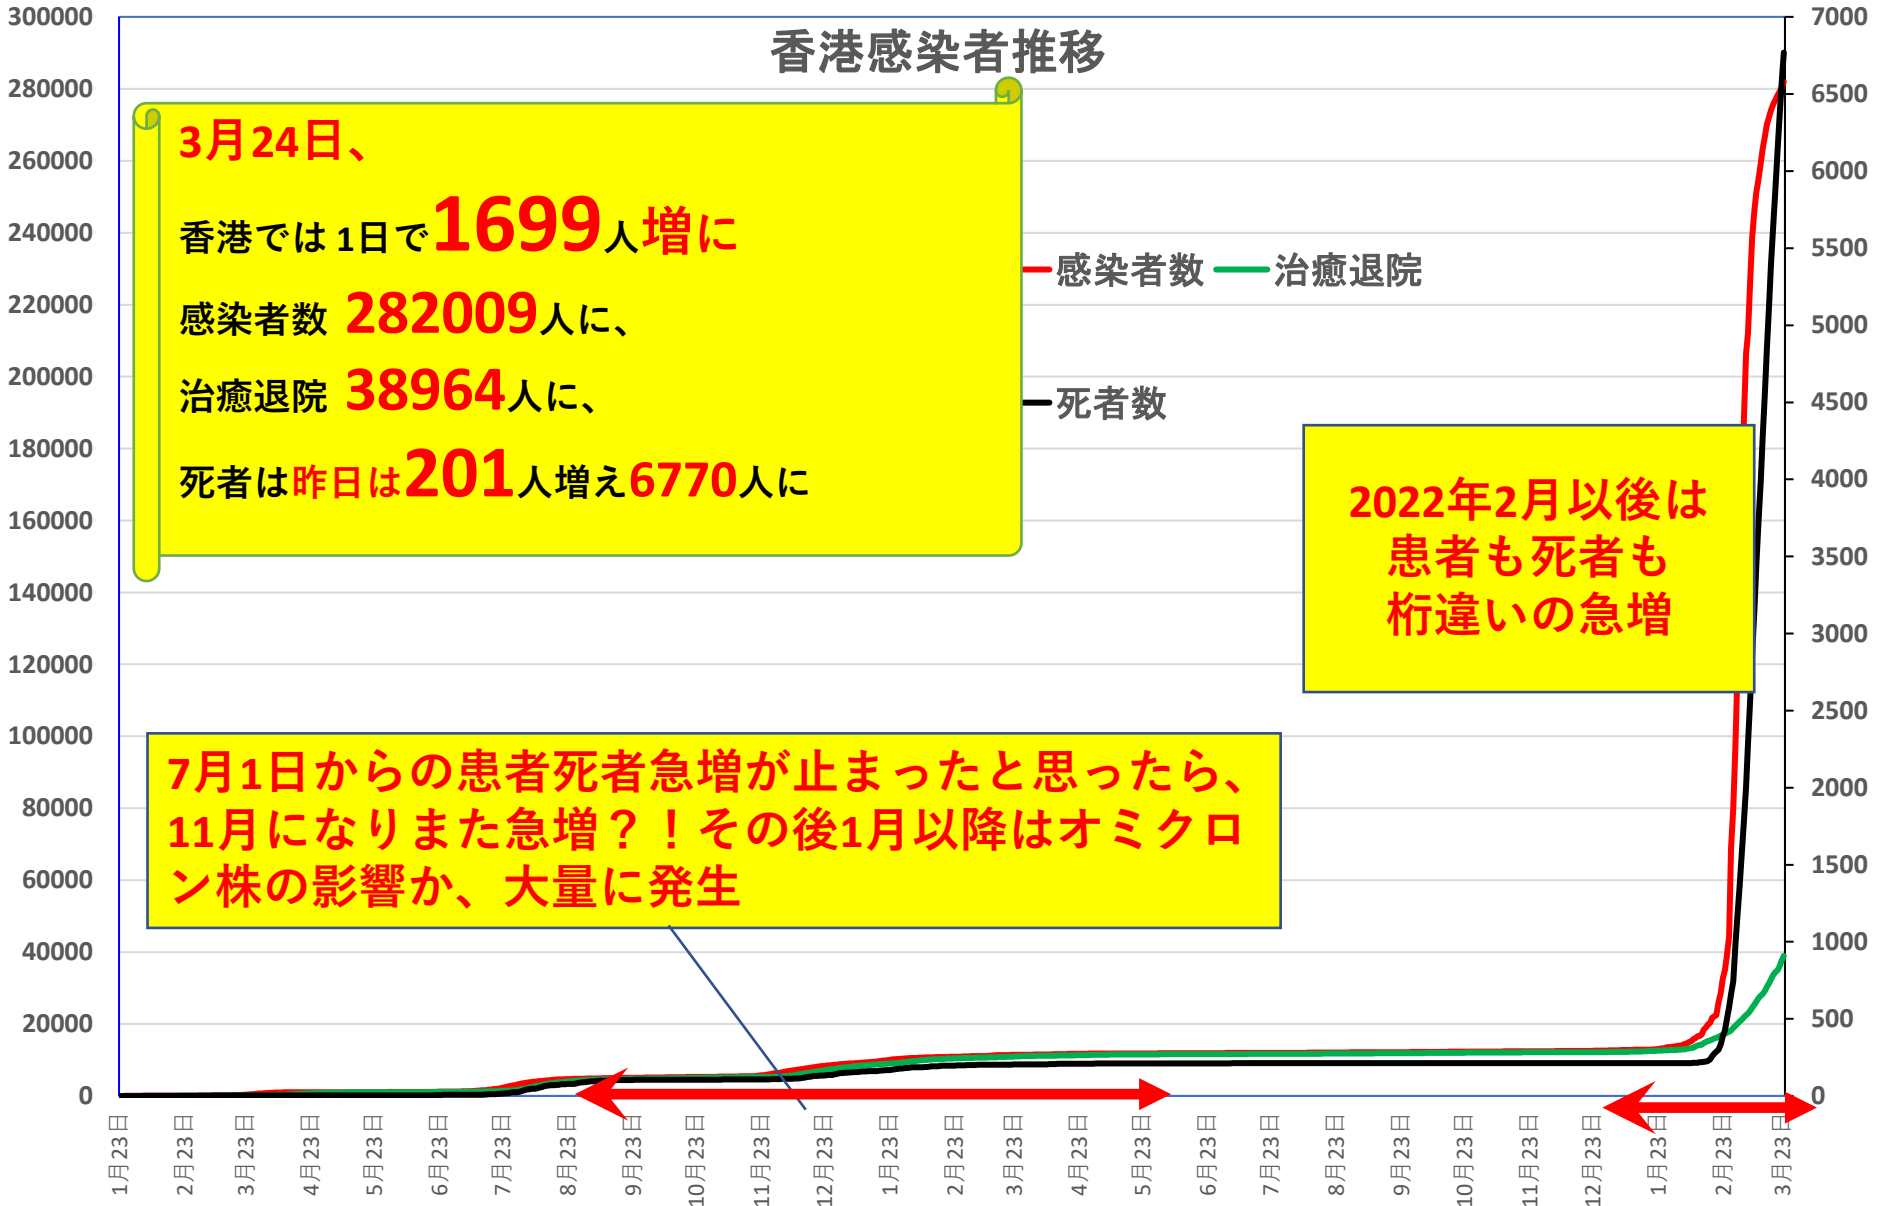 香港感染者推移
300000
280000
260000
240000
220000
200000
180000
160000
140000
120000
100000
80000
60000
40000
20000
0
7000
6500
6000
5500
5000
4500
4000
3500
3000
2500
2000
1500
1000
500
0
3月24日、
香港では 1日で1699人増に
感染者数 282009人に、
治癒退院 38964人に、
死者は昨日は201人増え6770人に
感染者数 治癒退院
死者数
2022年2月以後は
患者も死者も
桁違いの急増
7月1日からの患者死者急増が止まったと思ったら、
11月になりまた急増？！その後1月以降はオミクロ
ン株の影響か、大量に発生
1月23日
2月23日
3月23日
4月23日
5月23日
6月23日
7月23日
8月23日
9月23日
10月23日
11月23日
12月23日
1月23日
2月23日
3月23日
4月23日
5月23日
6月23日
7月23日
8月23日
9月23日
10月23日
11月23日
12月23日
1月23日
2月23日
3月23日